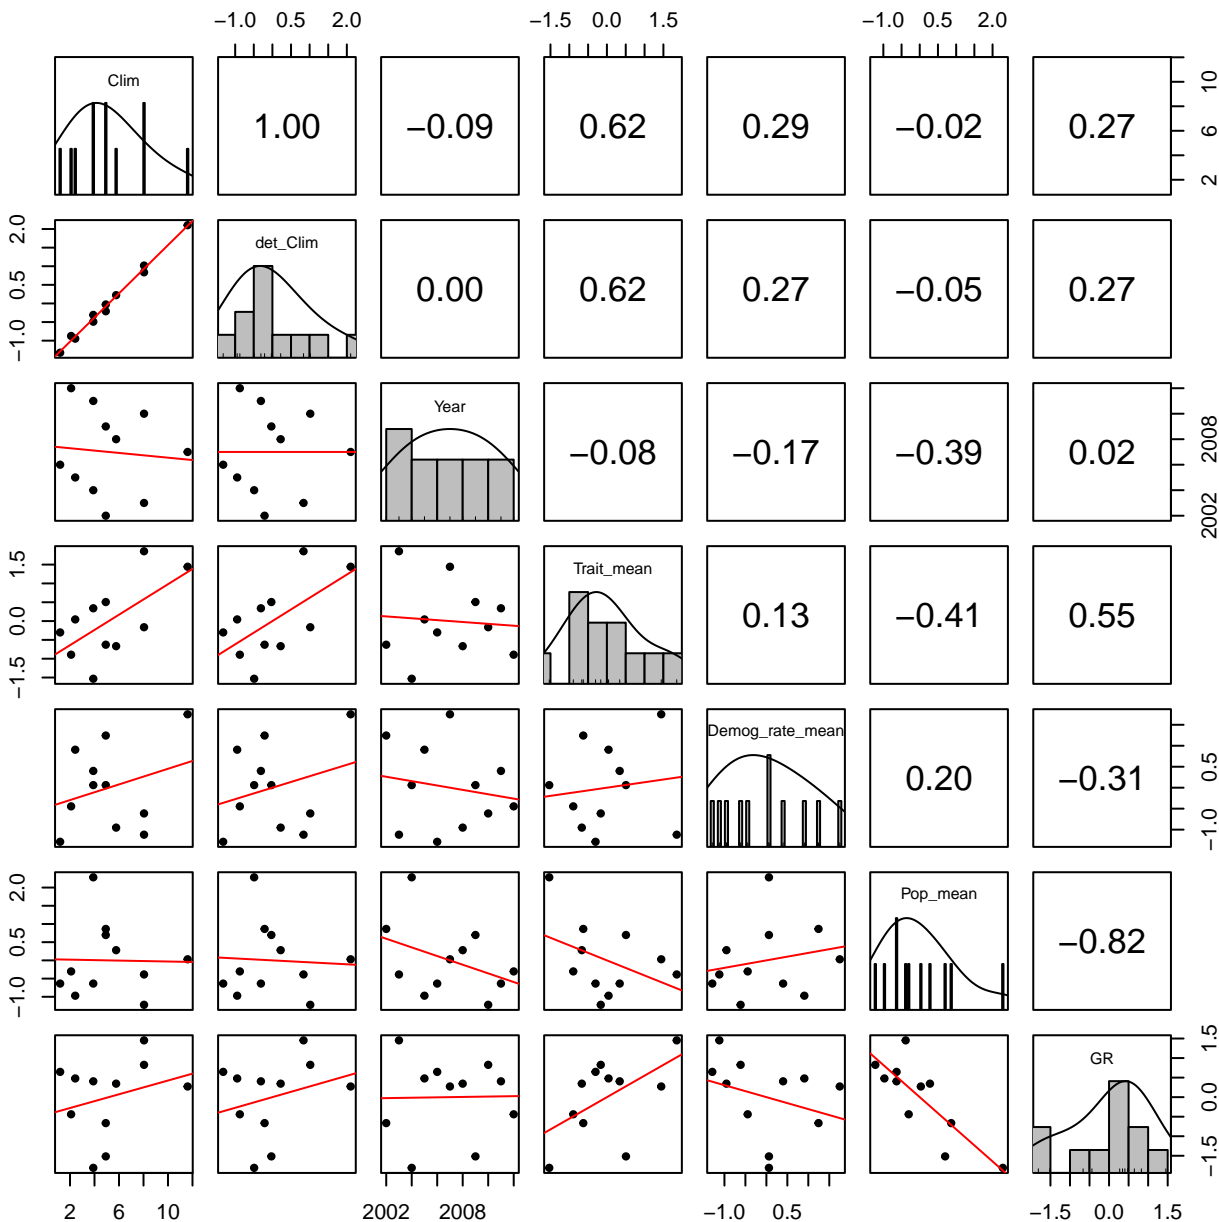 −1.0 0.5 2.0 −1.5 0.0 1.5 −1.0 0.5 2.0
Clim 1.00 −0.09 0.62 0.29 −0.02 0.27 2 6 10
−1.0 0.5 2.0 det_Clim 0.00 0.62 0.27 −0.05 0.27
Year −0.08 −0.17 −0.39 0.02 2002 2008
−1.5 0.0 1.5 Trait_mean 0.13 −0.41 0.55
Demog_rate_mean 0.20 −0.31 −1.0 0.5
−1.0 0.5 2.0 Pop_mean −0.82
GR −1.5 0.0 1.5
2 6 10 2002 2008 −1.0 0.5 −1.5 0.0 1.5